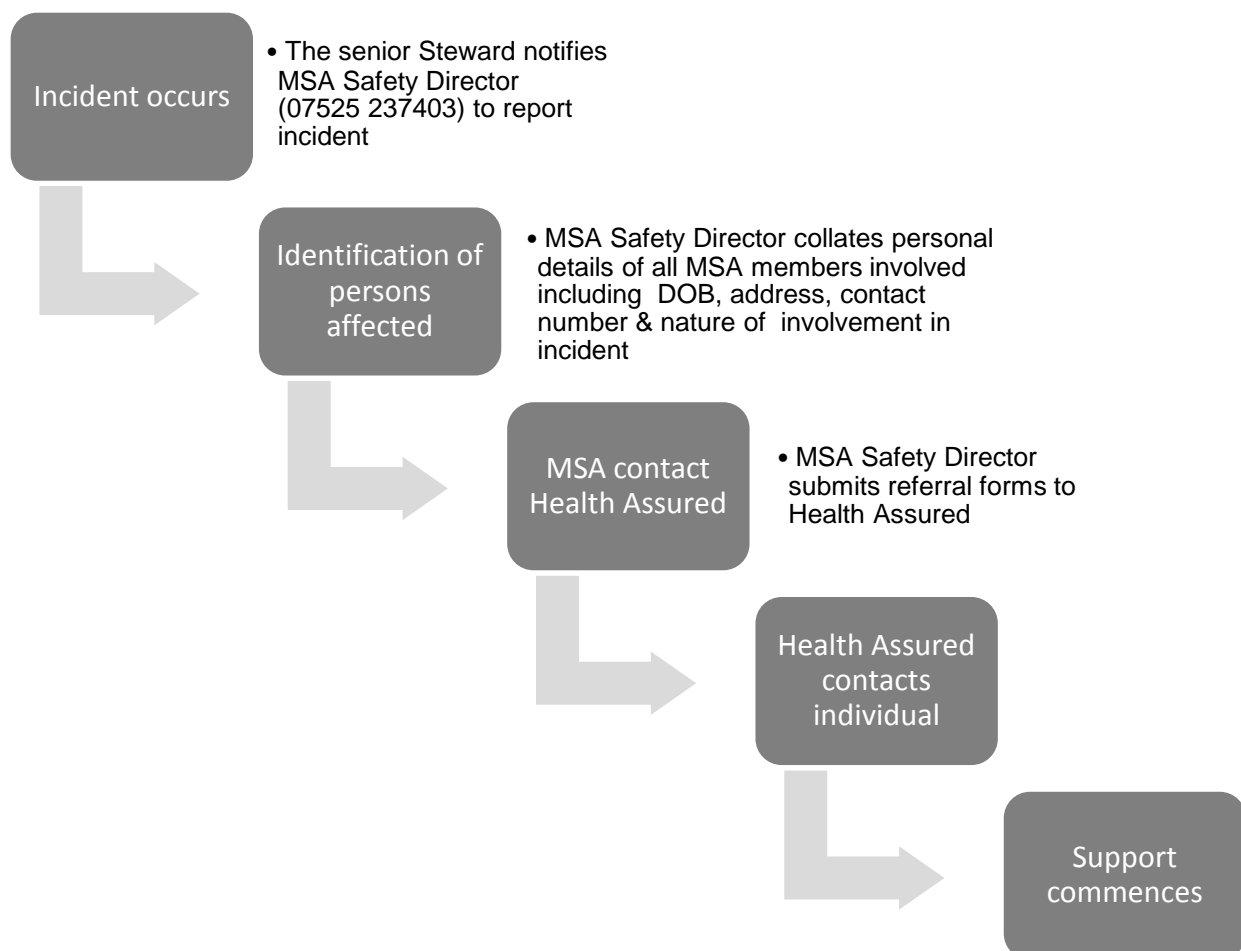 Incident occurs
• The senior Steward notifies
MSA Safety Director
(07525 237403) to report
incident
Identification of
persons
affected
• MSA Safety Director collates personal
details of all MSA members involved
including DOB, address, contact
number & nature of involvement in
incident
MSA contact
Health Assured
• MSA Safety Director
submits referral forms to
Health Assured
Health Assured
contacts
individual
Support
commences